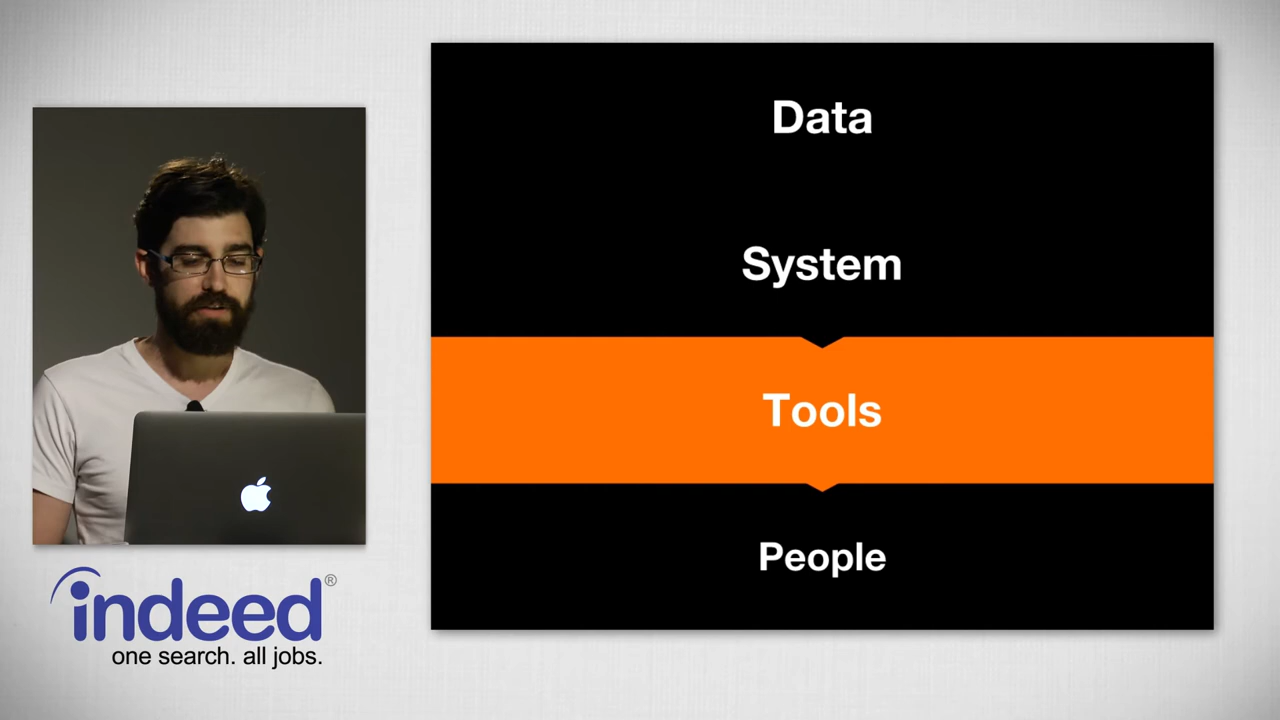 Data
System
Tools
People
indeed®
one search. all jobs.